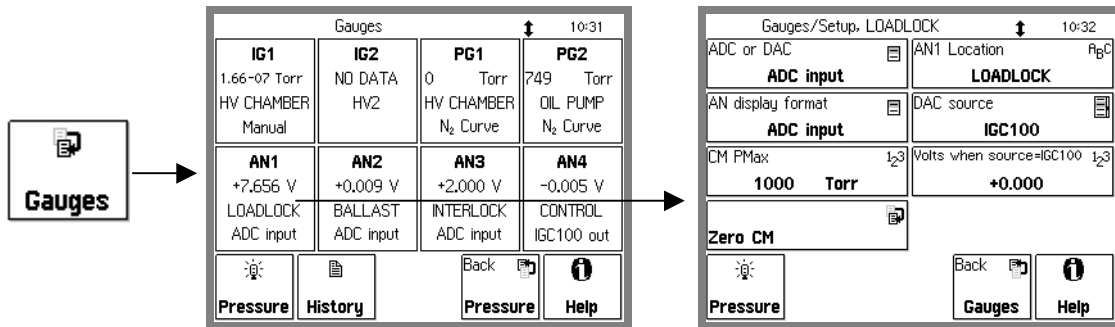 Gauges
Gauges 10:31
IG1 IG2 PG1 PG2
1.66-07 Torr NO DATA 0 Torr 749 Torr
HV CHAMBER HV2 HV CHAMBER OIL PUMP
Manual N₂ Curve N₂ Curve
AN1 AN2 AN3 AN4
+7.656 V +0.009 V +2.000 V -0.005 V
LOADLOCK BALLAST INTERLOCK CONTROL
ADC input ADC input ADC input IGC100 out
Back
Pressure History Pressure Help
Gauges/Setup, LOADLOCK 10:32
ADC or DAC
ADC input
AN1 Location ABC
LOADLOCK
AN display format
ADC input
DAC source
IGC100
CM PMax 123
1000 Torr
Volts when source=IGC100 123
+0.000
Zero CM
Back
Pressure Gauges Help